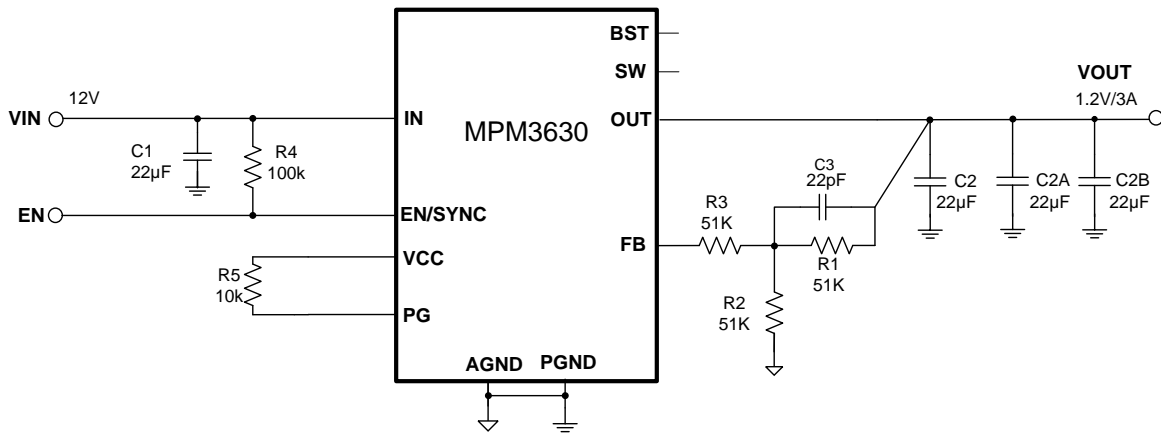 BST
SW
VOUT
12V
1.2V/3A
VIN
IN
MPM3630
OUT
C1
22µF
R4
100k
C3
22pF
C2
22µF
C2A
22µF
C2B
22µF
EN
EN/SYNC
R3
51K
FB
R1
51K
VCC
R5
10k
R2
51K
PG
AGND
PGND